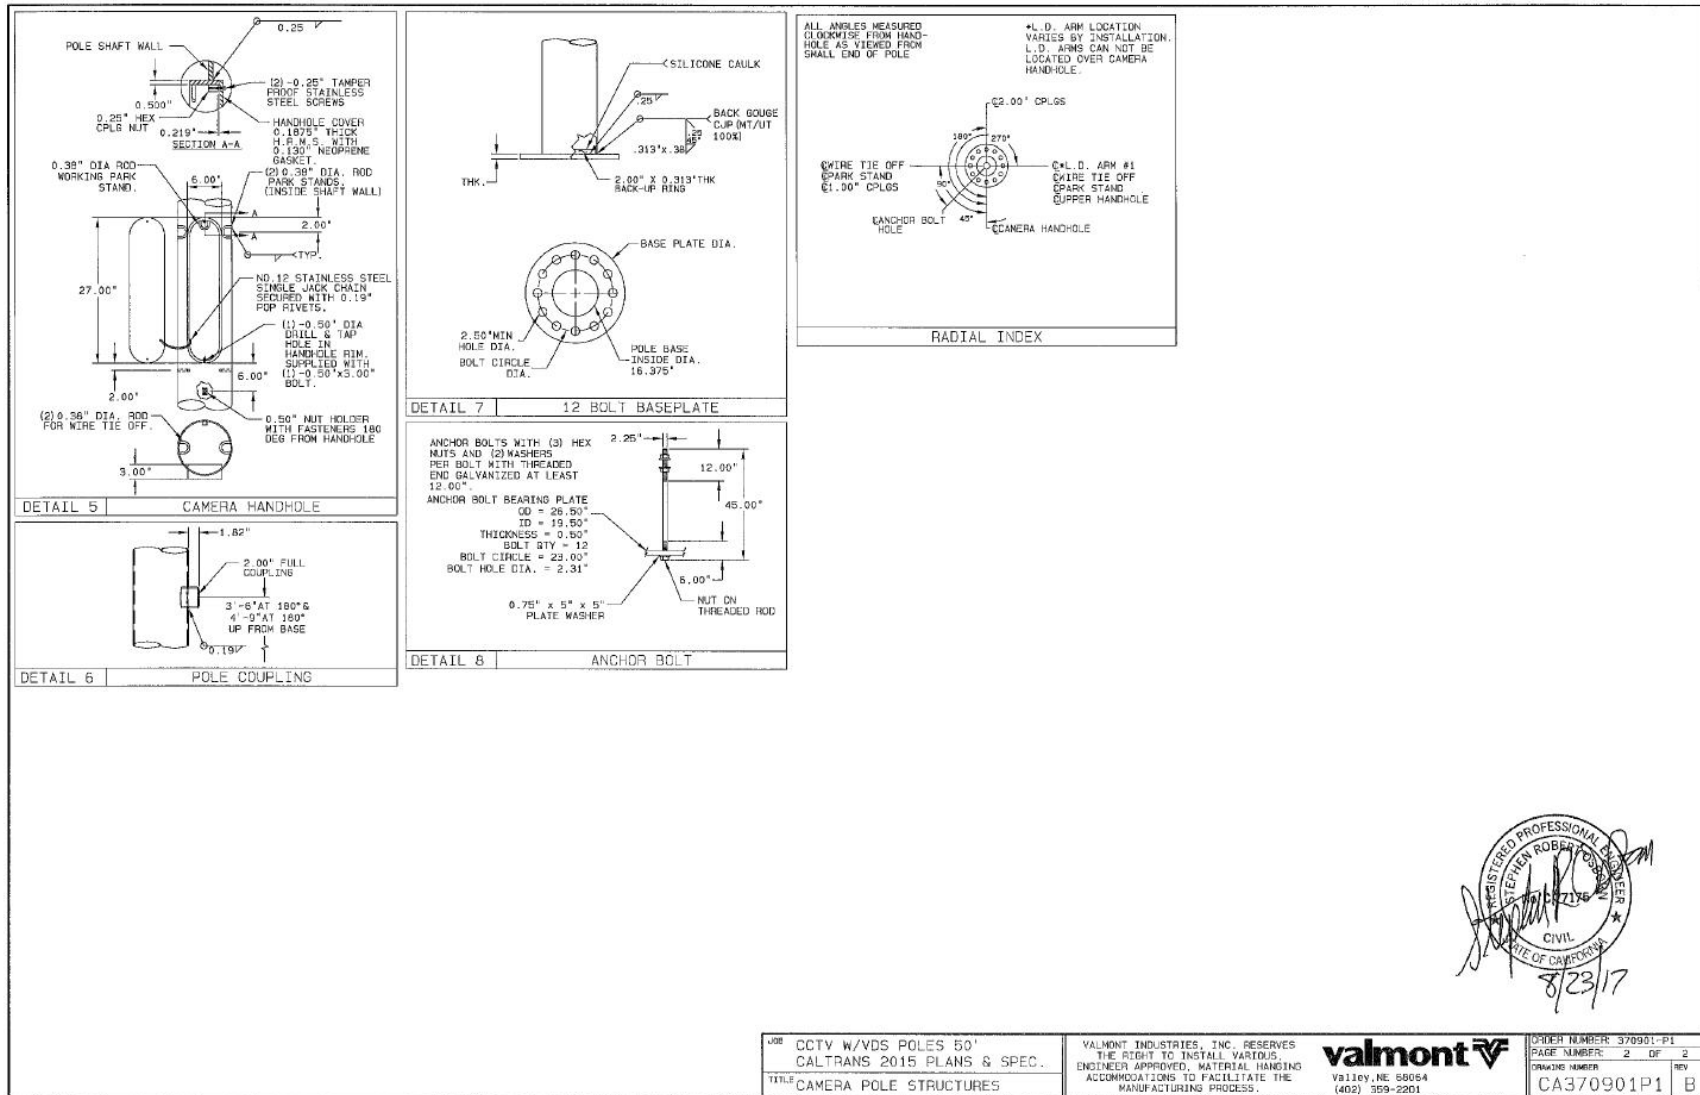 0.25
POLE SHAFT WALL
(2)-0.25" TAMPER
PROOF STAINLESS
STEEL SCREWS
0.500"
0.25" HEX
CPLG NUT
0.219"
SECTION A-A
HANDHOLE COVER
0.1875" THICK
H.R.M.S. WITH
0.130" NEOPRENE
GASKET.
0.38" DIA ROD
WORKING PARK
STAND.
6.00"
(2) 0.38" DIA. ROD
PARK STANDS.
(INSIDE SHAFT WALL)
A
2.00"
A
TYP.
27.00"
NO.12 STAINLESS STEEL
SINGLE JACK CHAIN
SECURED WITH 0.19"
POP RIVETS.
(1)-0.50" DIA
DRILL & TAP
HOLE IN
HANDHOLE RIM.
SUPPLIED WITH
(1)-0.50"x3.00"
BOLT.
6.00"
2.00"
(2) 0.38" DIA. ROD
FOR WIRE TIE OFF.
0.50" NUT HOLDER
WITH FASTENERS 180
DEG FROM HANDHOLE
3.00"
DETAIL 5 CAMERA HANDHOLE
1.82"
2.00" FULL
COUPLING
3'-6"AT 180°&
4'-9"AT 180°
UP FROM BASE
0.19
DETAIL 6 POLE COUPLING
SILICONE CAULK
.25
BACK GOUGE
CJP (MT/UT
100%)
.25
.313"x.38
THK.
2.00" X 0.313"THK
BACK-UP RING
BASE PLATE DIA.
2.50"MIN
HOLE DIA.
BOLT CIRCLE
DIA.
POLE BASE
INSIDE DIA.
16.375"
DETAIL 7 12 BOLT BASEPLATE
ANCHOR BOLTS WITH (3) HEX
NUTS AND (2) WASHERS
PER BOLT WITH THREADED
END GALVANIZED AT LEAST
12.00".
2.25"
12.00"
ANCHOR BOLT BEARING PLATE
OD = 26.50"
ID = 19.50"
THICKNESS = 0.50"
BOLT QTY = 12
BOLT CIRCLE = 23.00"
BOLT HOLE DIA. = 2.31"
45.00"
6.00"
0.75" x 5" x 5"
PLATE WASHER
NUT ON
THREADED ROD
DETAIL 8 ANCHOR BOLT
ALL ANGLES MEASURED
CLOCKWISE FROM HAND-
HOLE AS VIEWED FROM
SMALL END OF POLE
*L.D. ARM LOCATION
VARIES BY INSTALLATION.
L.D. ARMS CAN NOT BE
LOCATED OVER CAMERA
HANDHOLE.
℄2.00" CPLGS
180° 270°
℄WIRE TIE OFF
℄PARK STAND
℄1.00" CPLGS
℄*L.D. ARM #1
℄WIRE TIE OFF
℄PARK STAND
℄UPPER HANDHOLE
90°
45°
℄ANCHOR BOLT
HOLE
℄CAMERA HANDHOLE
RADIAL INDEX
REGISTERED PROFESSIONAL ENGINEER
STEPHEN ROBERT OSBORN
CIVIL
STATE OF CALIFORNIA
8/23/17
JOB CCTV W/VDS POLES 50'
CALTRANS 2015 PLANS & SPEC.
TITLE CAMERA POLE STRUCTURES
VALMONT INDUSTRIES, INC. RESERVES
THE RIGHT TO INSTALL VARIOUS,
ENGINEER APPROVED, MATERIAL HANGING
ACCOMMODATIONS TO FACILITATE THE
MANUFACTURING PROCESS.
valmont
Valley,NE 68064
(402) 359-2201
ORDER NUMBER: 370901-P1
PAGE NUMBER: 2 OF 2
DRAWING NUMBER REV
CA370901P1 B